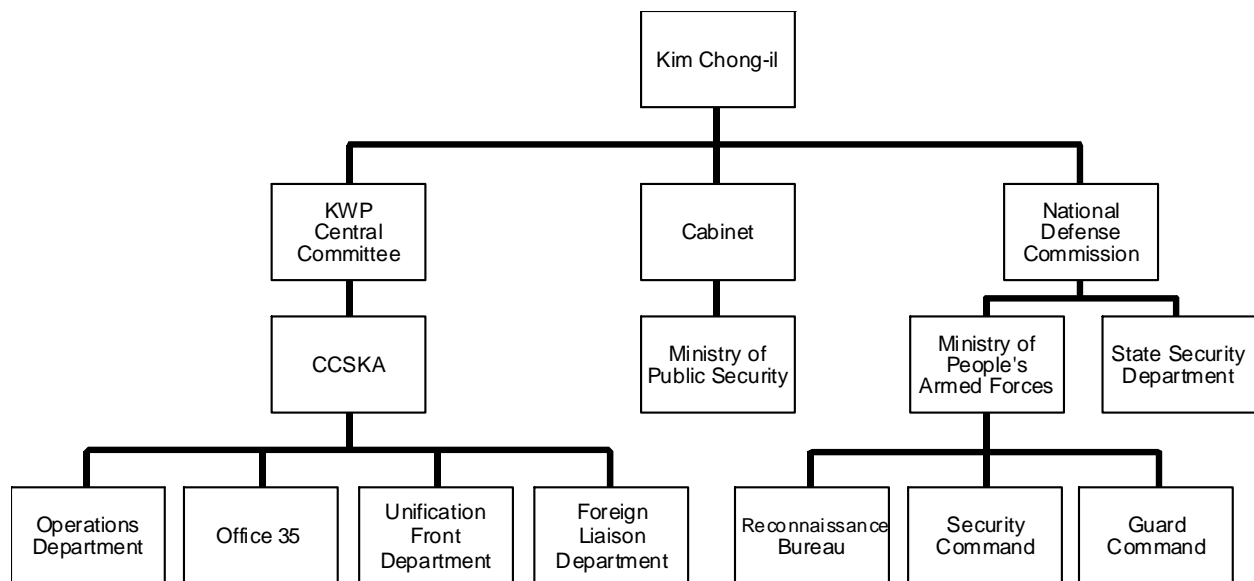 Kim Chong-il
KWP
Central
Committee
Cabinet
National
Defense
Commission
CCSKA
Ministry of
Public Security
Ministry of
People's
Armed Forces
State Security
Department
Operations
Department
Office 35
Unification
Front
Department
Foreign
Liaison
Department
Reconnaissance
Bureau
Security
Command
Guard
Command